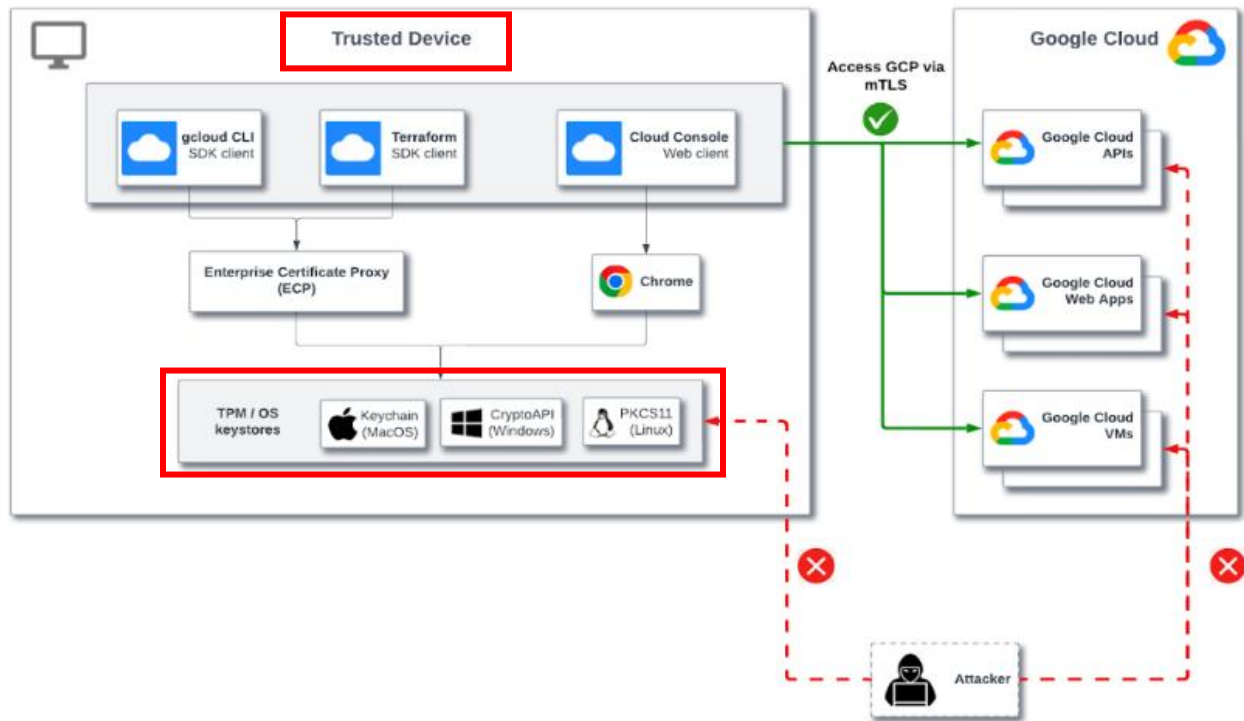 Trusted Device
Google Cloud
Access GCP via
mTLS
gcloud CLI
SDK client
Terraform
SDK client
Cloud Console
Web client
Google Cloud
APIs
Enterprise Certificate Proxy
(ECP)
Chrome
Google Cloud
Web Apps
TPM / OS
keystores
Keychain
(MacOS)
CryptoAPI
(Windows)
PKCS11
(Linux)
Google Cloud
VMs
Attacker